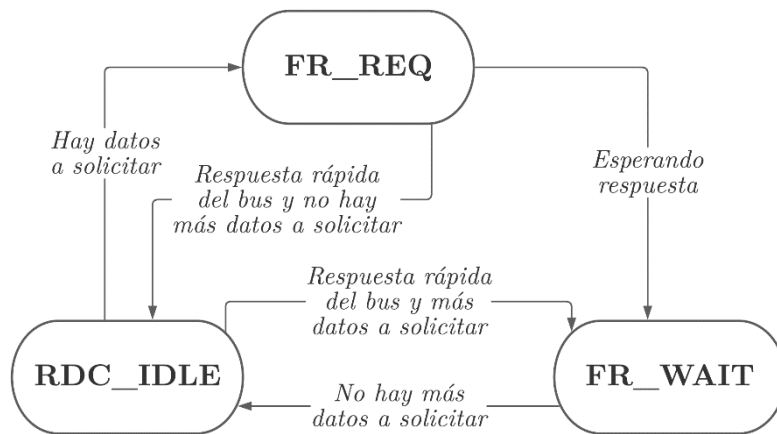 FR_REQ
Hay datos
a solicitar
Respuesta rápida
del bus y no hay
más datos a solicitar
Esperando
respuesta
Respuesta rápida
del bus y más
datos a solicitar
RDC_IDLE
FR_WAIT
No hay más
datos a solicitar